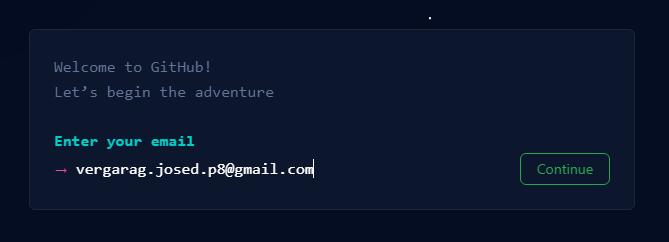 Welcome to GitHub!
Let’s begin the adventure
Enter your email
→ vergarag.josed.p8@gmail.com
Continue